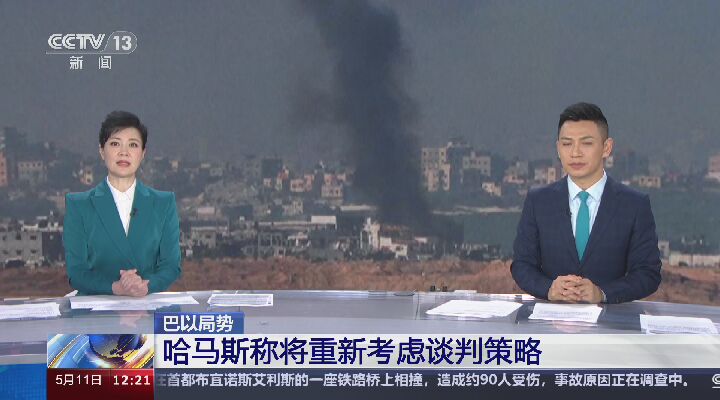 CCTV 13
新闻
巴以局势
哈马斯称将重新考虑谈判策略
5月11日 12:21 在首都布宜诺斯艾利斯的一座铁路桥上相撞，造成约90人受伤，事故原因正在调查中。